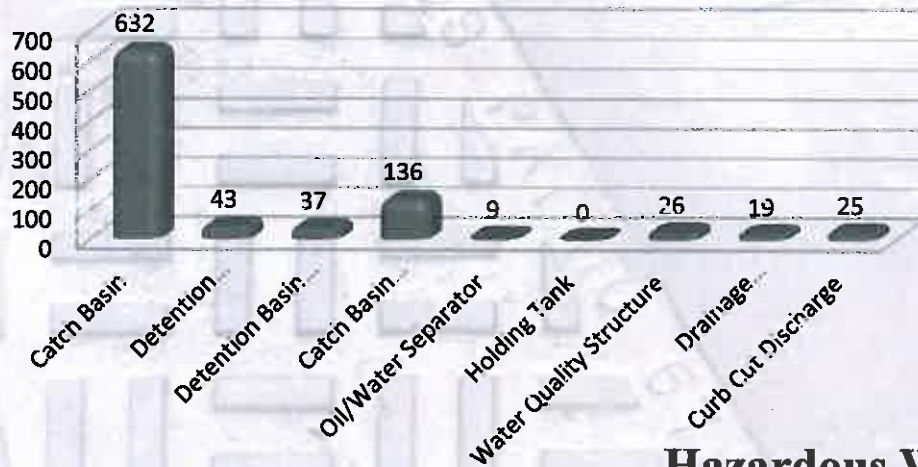 632
700
600
500
400
300
200
100
0
43
37
136
9
0
26
19
25
Catch Basin
Detention...
Detention Basin...
Catch Basin...
Oil/Water Separator
Holding Tank
Water Quality Structure
Drainage...
Curb Cut Discharge
Hazardous